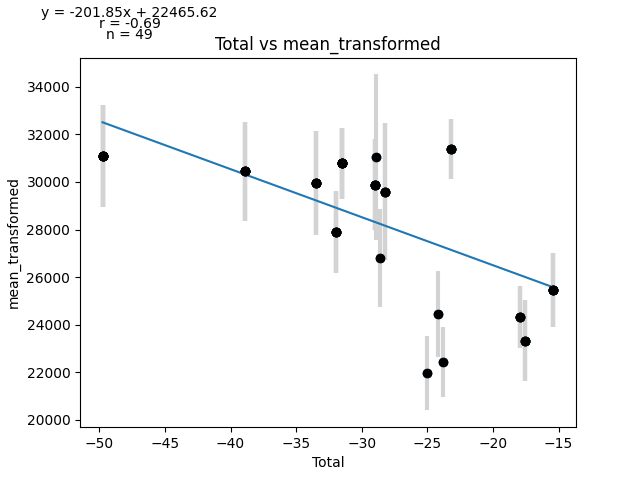 y = -201.85x + 22465.62
r = -0.69
n = 49
Total vs mean_transformed
34000
32000
30000
28000
26000
24000
22000
20000
mean_transformed
−50
−45
−40
−35
−30
−25
−20
−15
Total